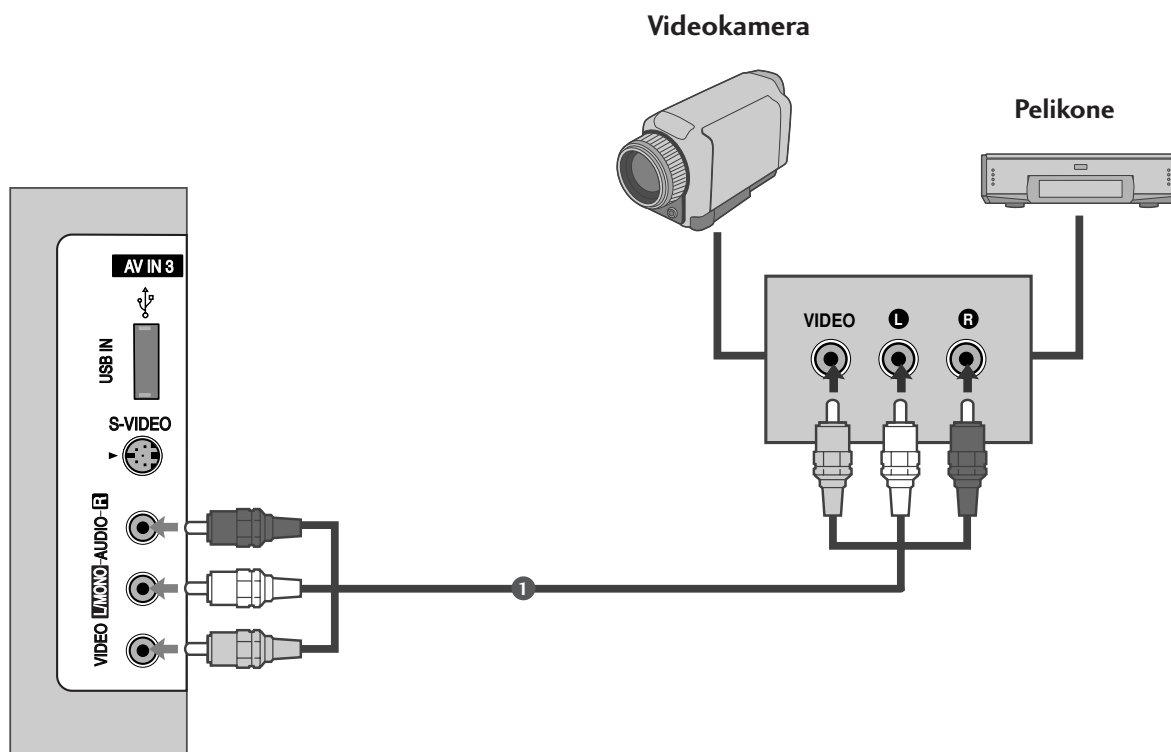 Videokamera
Pelikone
AV IN 3
USB IN
S-VIDEO
VIDEO L/MONO-AUDIO-R
VIDEO L R
1